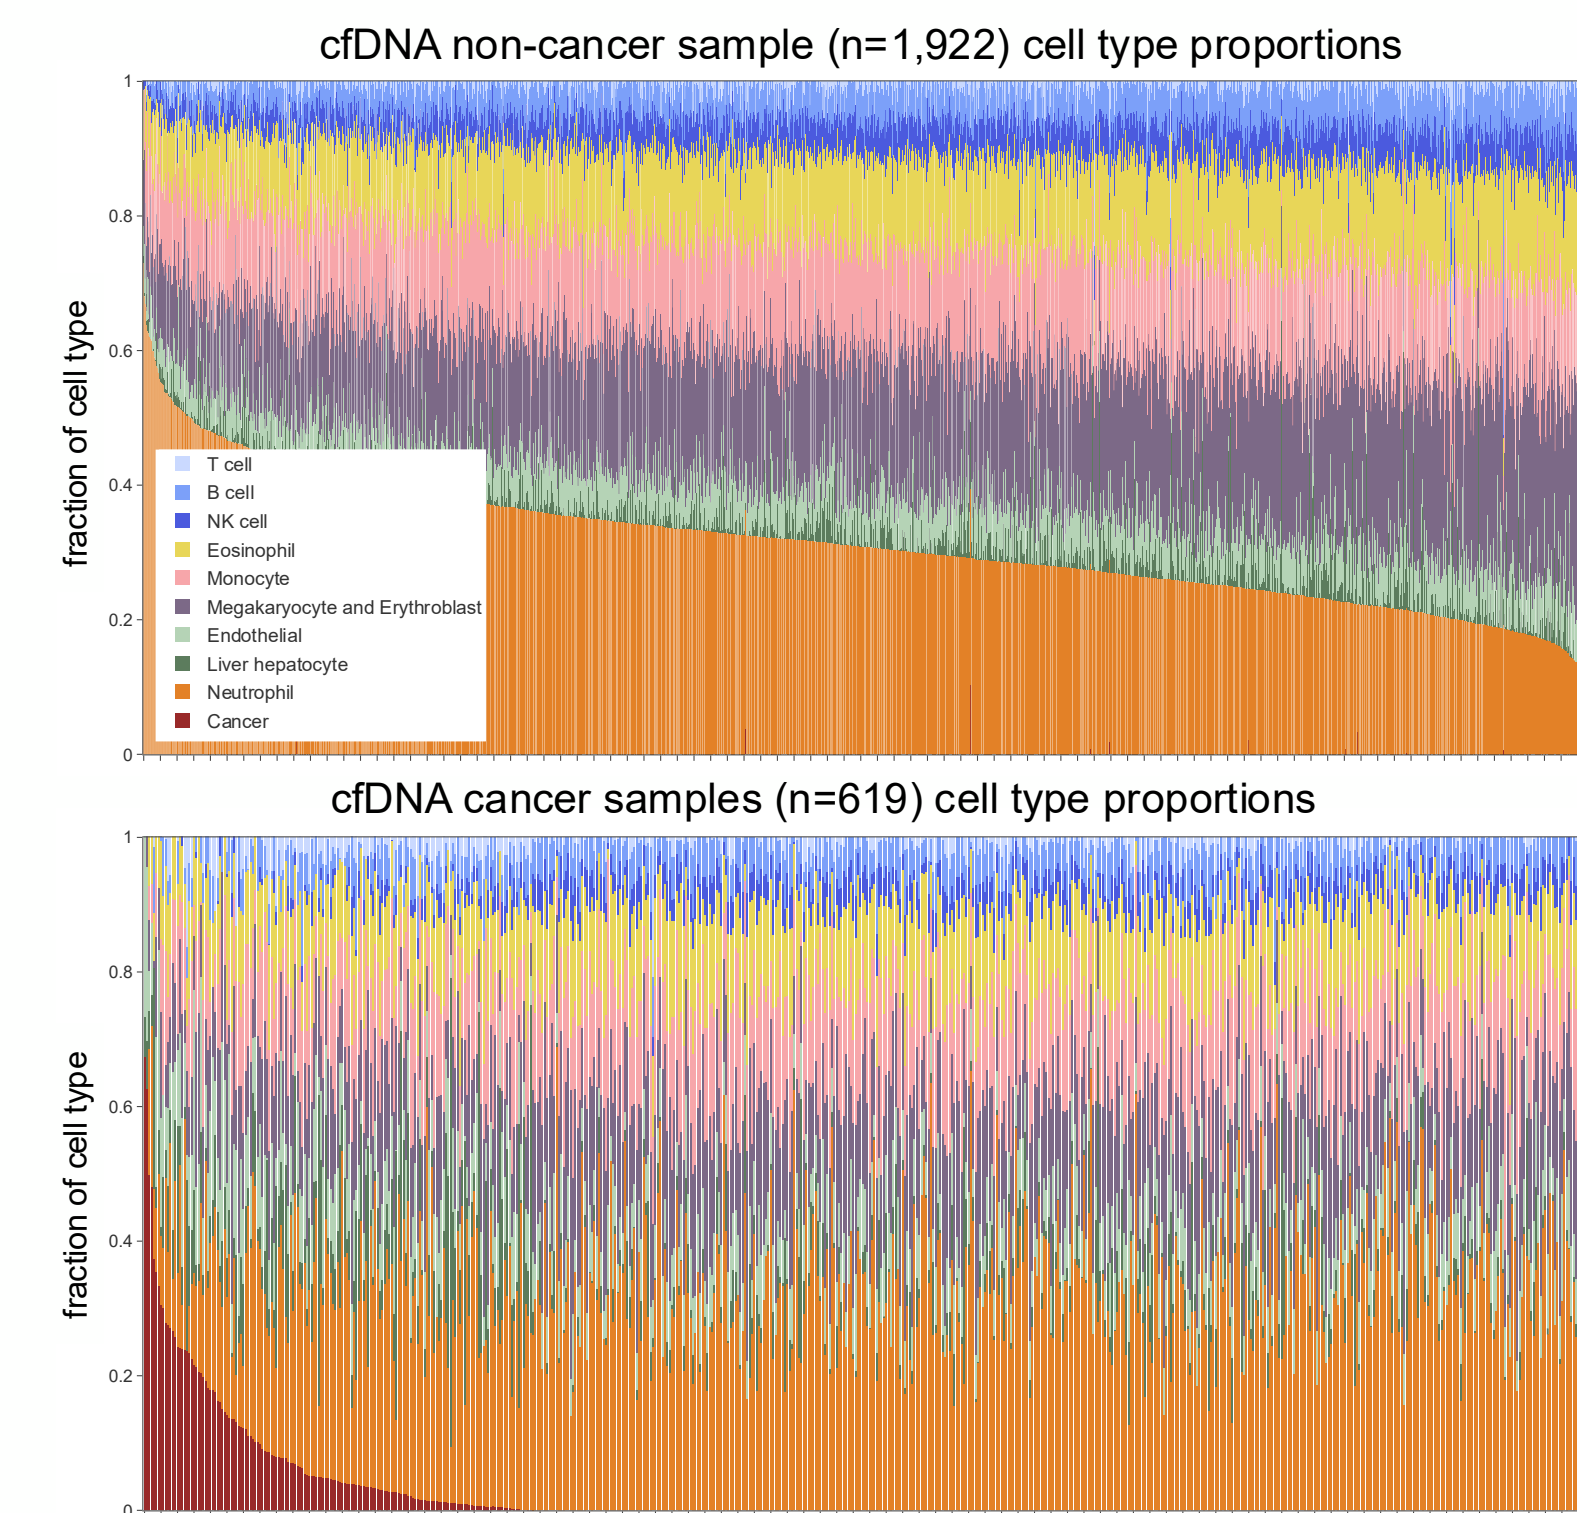 cfDNA non-cancer sample (n=1,922) cell type proportions
fraction of cell type
1
0.8
0.6
0.4
0.2
0
T cell
B cell
NK cell
Eosinophil
Monocyte
Megakaryocyte and Erythroblast
Endothelial
Liver hepatocyte
Neutrophil
Cancer
cfDNA cancer samples (n=619) cell type proportions
fraction of cell type
1
0.8
0.6
0.4
0.2
0